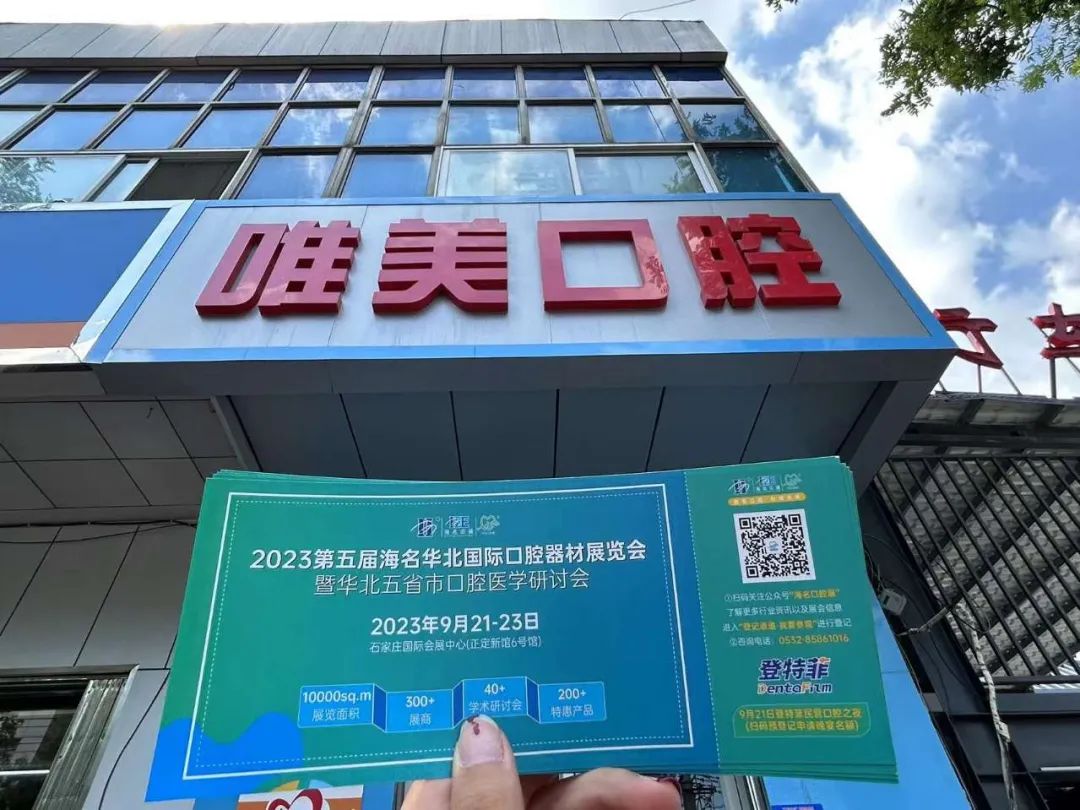 唯美口腔
2023第五届海名华北国际口腔器材展览会
暨华北五省市口腔医学研讨会
2023年9月21-23日
石家庄国际会展中心(正定新馆6号馆)
10000sq.m
展览面积
300+
展商
40+
学术研讨会
200+
特惠产品
①扫码关注公众号"海名口腔展"
了解更多行业资讯以及展会信息
进入"登记通道-我要参观"进行登记
②咨询电话：0532-85861016
登特菲
DentaFilm
9月21日登特菲民营口腔之夜
(扫码预登记申请晚宴名额)